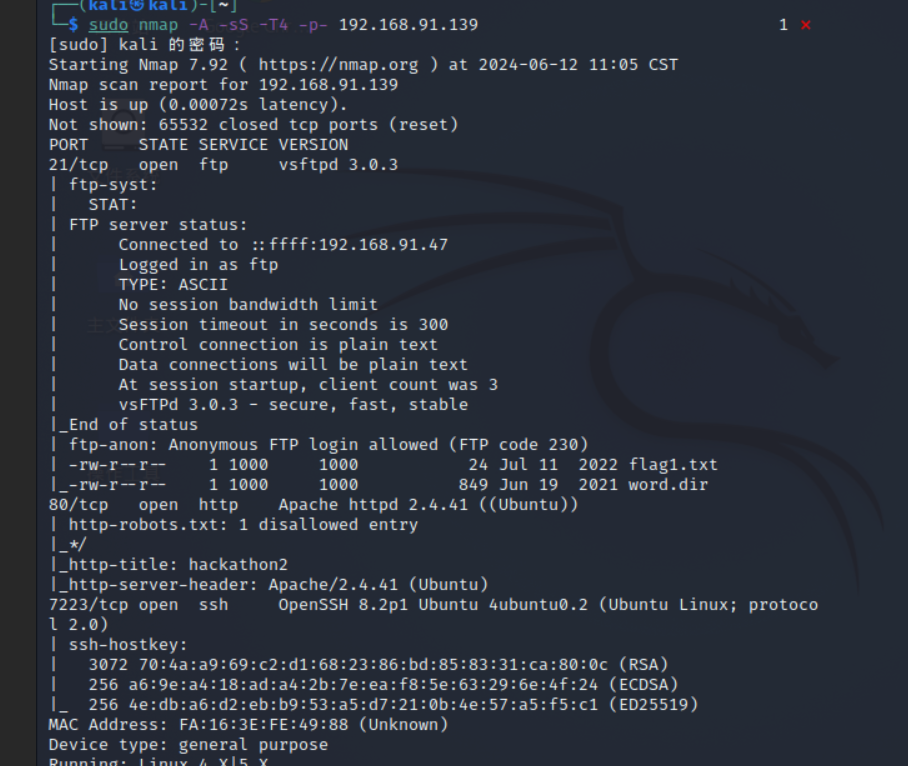 ┌──(kali㉿kali)-[~]
└─$ sudo nmap -A -sS -T4 -p- 192.168.91.139 1 ⨯
[sudo] kali 的密码：
Starting Nmap 7.92 ( https://nmap.org ) at 2024-06-12 11:05 CST
Nmap scan report for 192.168.91.139
Host is up (0.00072s latency).
Not shown: 65532 closed tcp ports (reset)
PORT     STATE SERVICE VERSION
21/tcp   open  ftp     vsftpd 3.0.3
| ftp-syst:
|   STAT:
| FTP server status:
|      Connected to ::ffff:192.168.91.47
|      Logged in as ftp
|      TYPE: ASCII
|      No session bandwidth limit
|      Session timeout in seconds is 300
|      Control connection is plain text
|      Data connections will be plain text
|      At session startup, client count was 3
|      vsFTPd 3.0.3 - secure, fast, stable
|_End of status
| ftp-anon: Anonymous FTP login allowed (FTP code 230)
| -rw-r--r--    1 1000     1000           24 Jul 11  2022 flag1.txt
|_-rw-r--r--    1 1000     1000          849 Jun 19  2021 word.dir
80/tcp   open  http    Apache httpd 2.4.41 ((Ubuntu))
| http-robots.txt: 1 disallowed entry
|_*/
|_http-title: hackathon2
|_http-server-header: Apache/2.4.41 (Ubuntu)
7223/tcp open  ssh     OpenSSH 8.2p1 Ubuntu 4ubuntu0.2 (Ubuntu Linux; protoco
l 2.0)
| ssh-hostkey:
|   3072 70:4a:a9:69:c2:d1:68:23:86:bd:85:83:31:ca:80:0c (RSA)
|   256 a6:9e:a4:18:ad:a4:2b:7e:ea:f8:5e:63:29:6e:4f:24 (ECDSA)
|_  256 4e:db:a6:d2:eb:b9:53:a5:d7:21:0b:4e:57:a5:f5:c1 (ED25519)
MAC Address: FA:16:3E:FE:49:88 (Unknown)
Device type: general purpose
Running: Linux 4.X|5.X